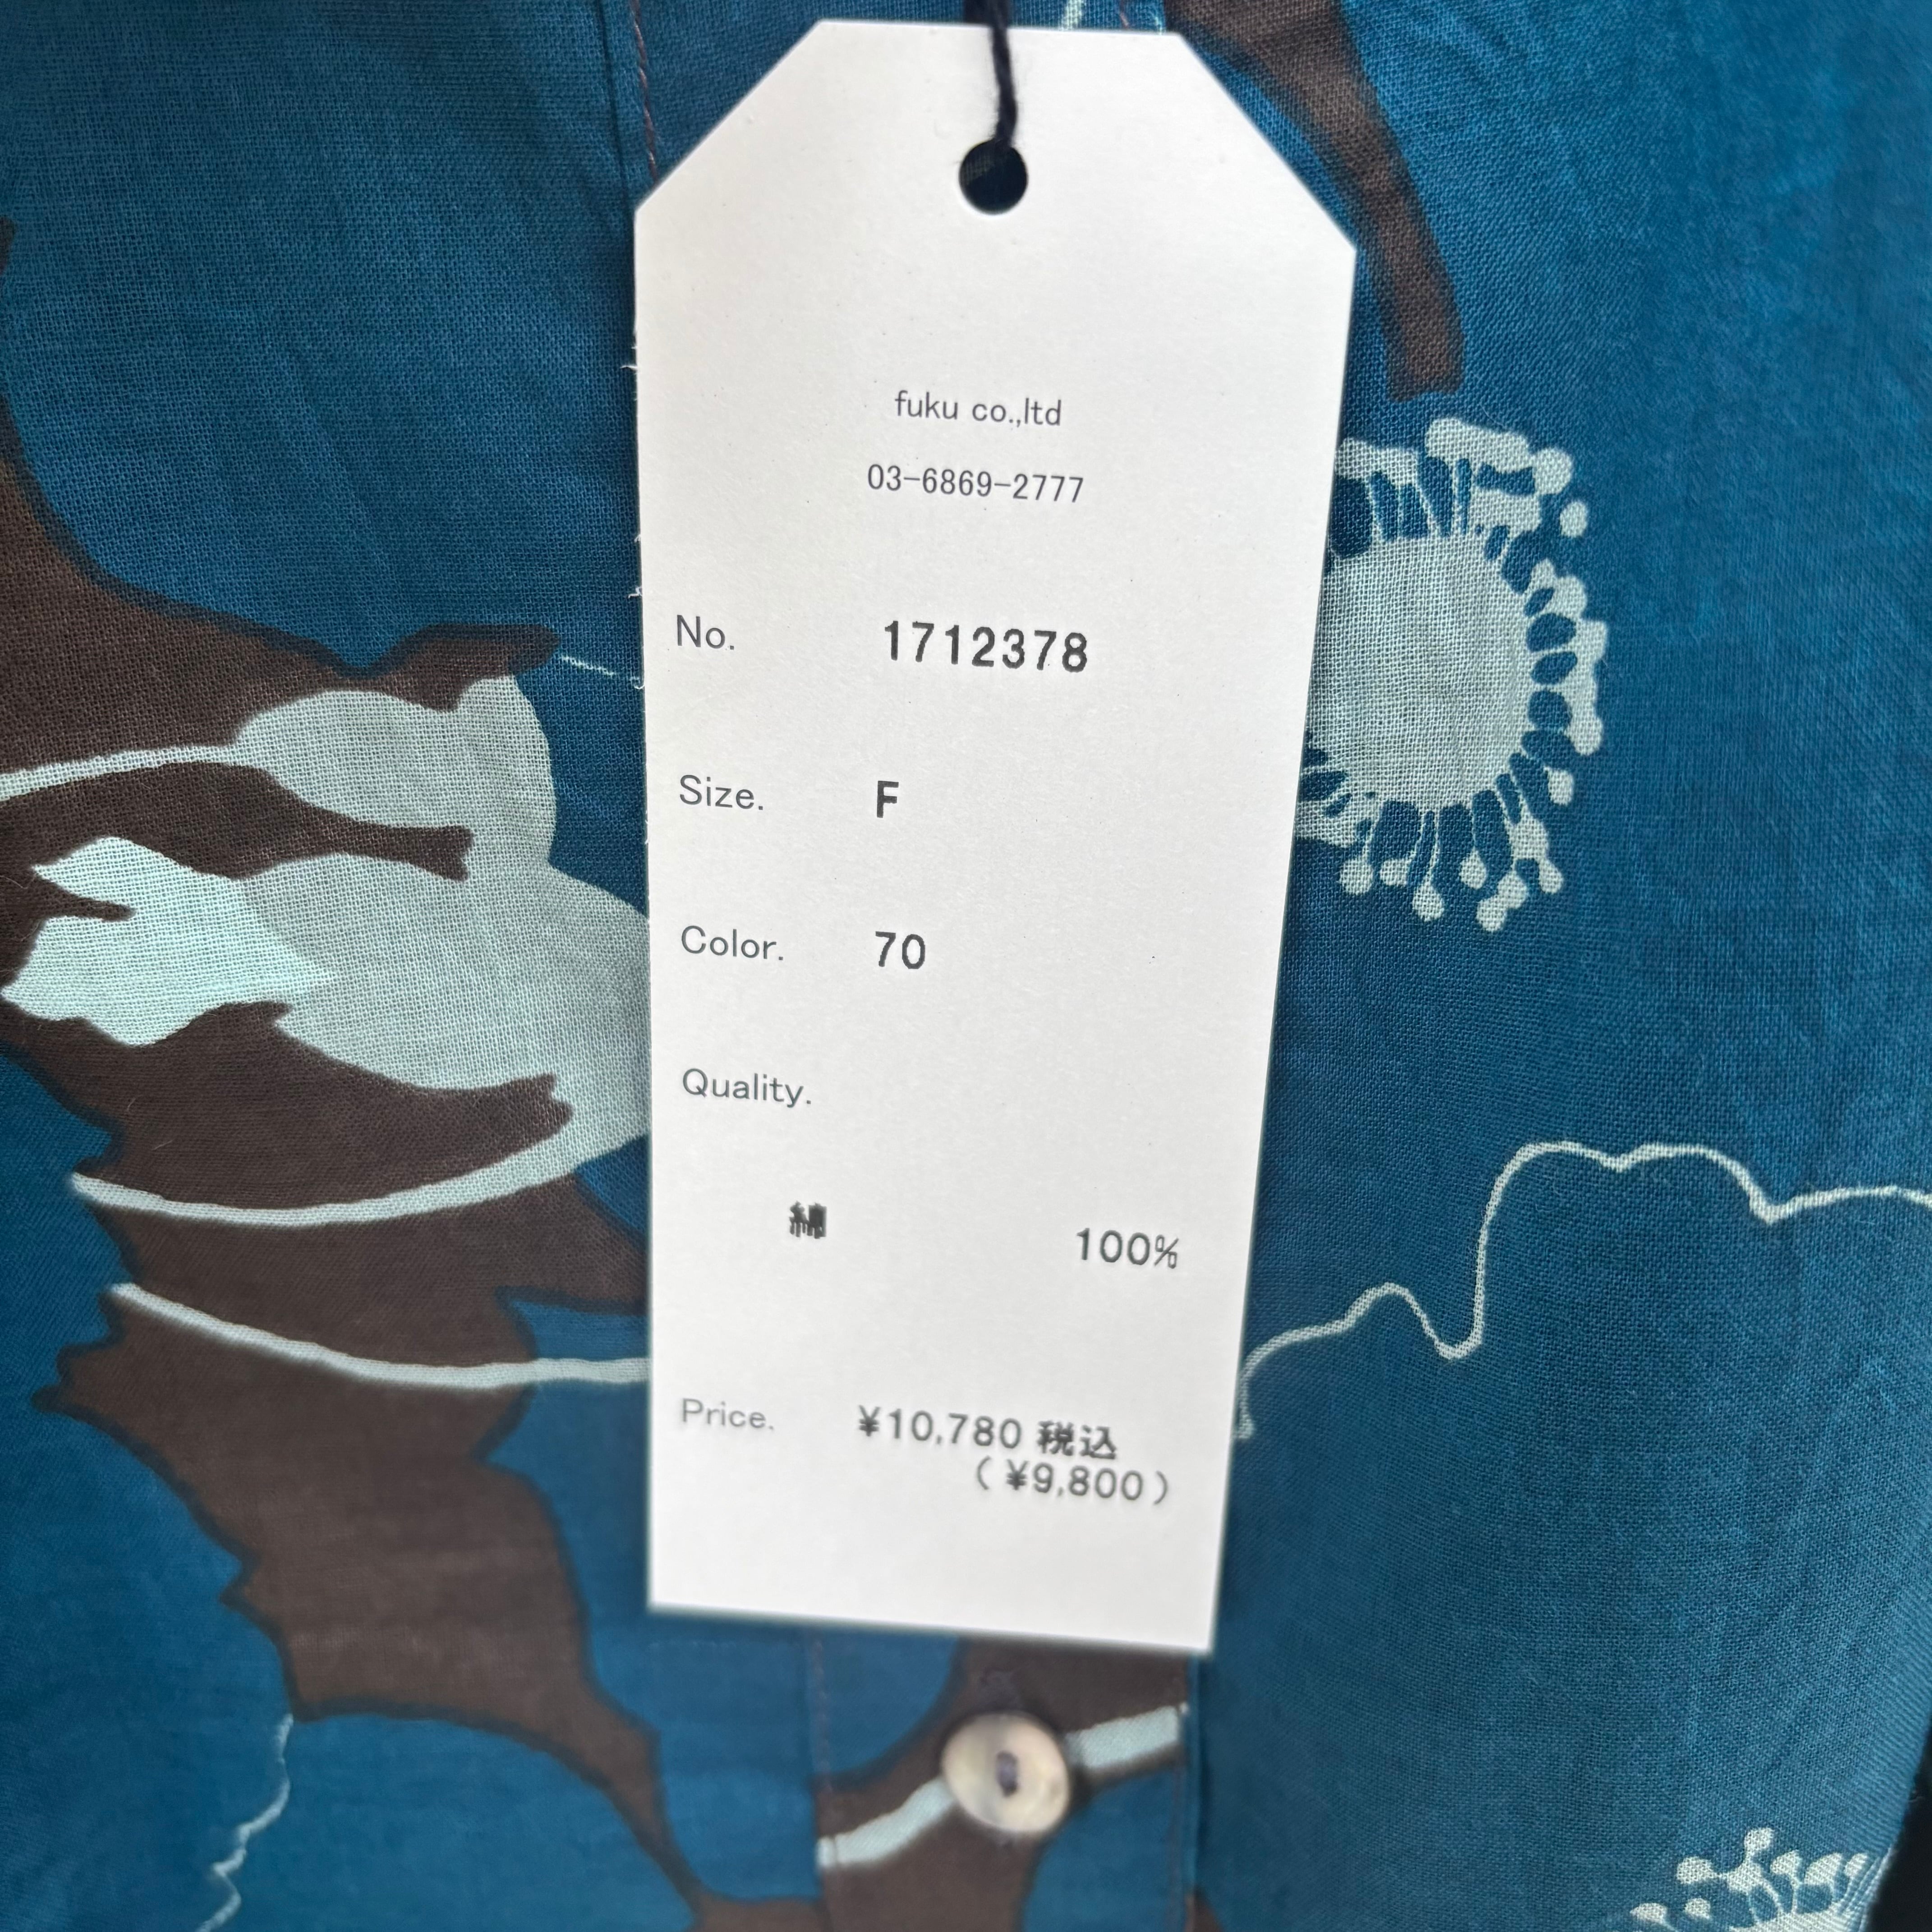 fuku co.,ltd
03-6869-2777
No. 1712378
Size. F
Color. 70
Quality.
綿 100%
Price. ¥10,780 税込
(¥9,800)